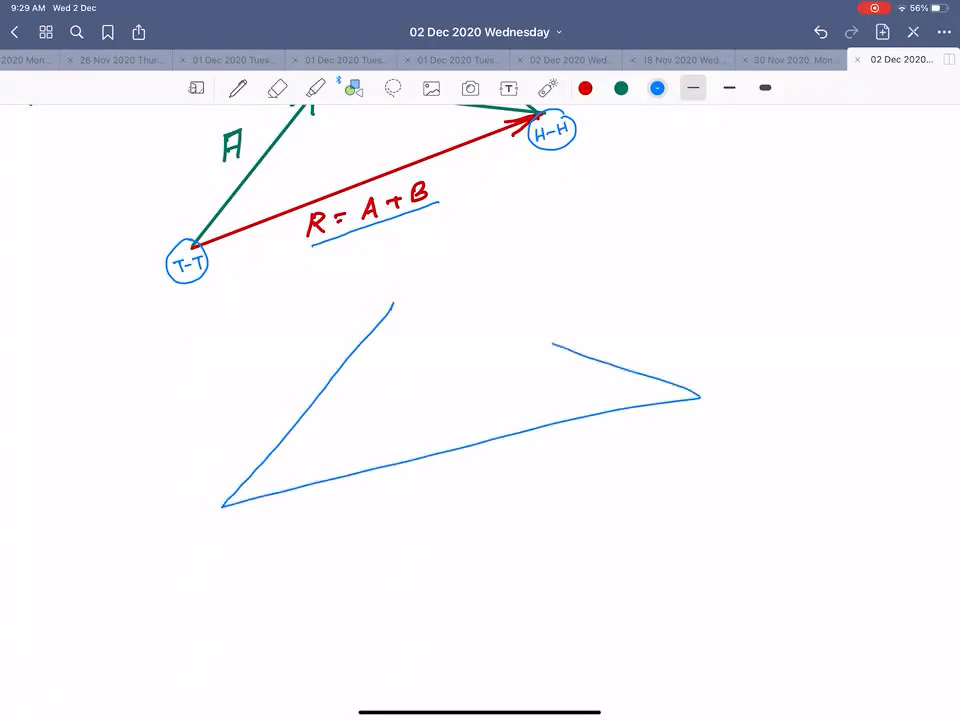 9:29 AM Wed 2 Dec
56%
02 Dec 2020 Wednesday
2020 Mon...
26 Nov 2020 Thur...
01 Dec 2020 Tues...
01 Dec 2020 Tues...
01 Dec 2020 Tues...
02 Dec 2020 Wed...
18 Nov 2020 Wed...
30 Nov 2020. Mon...
02 Dec 2020...
T
A
H-H
R = A + B
T-T